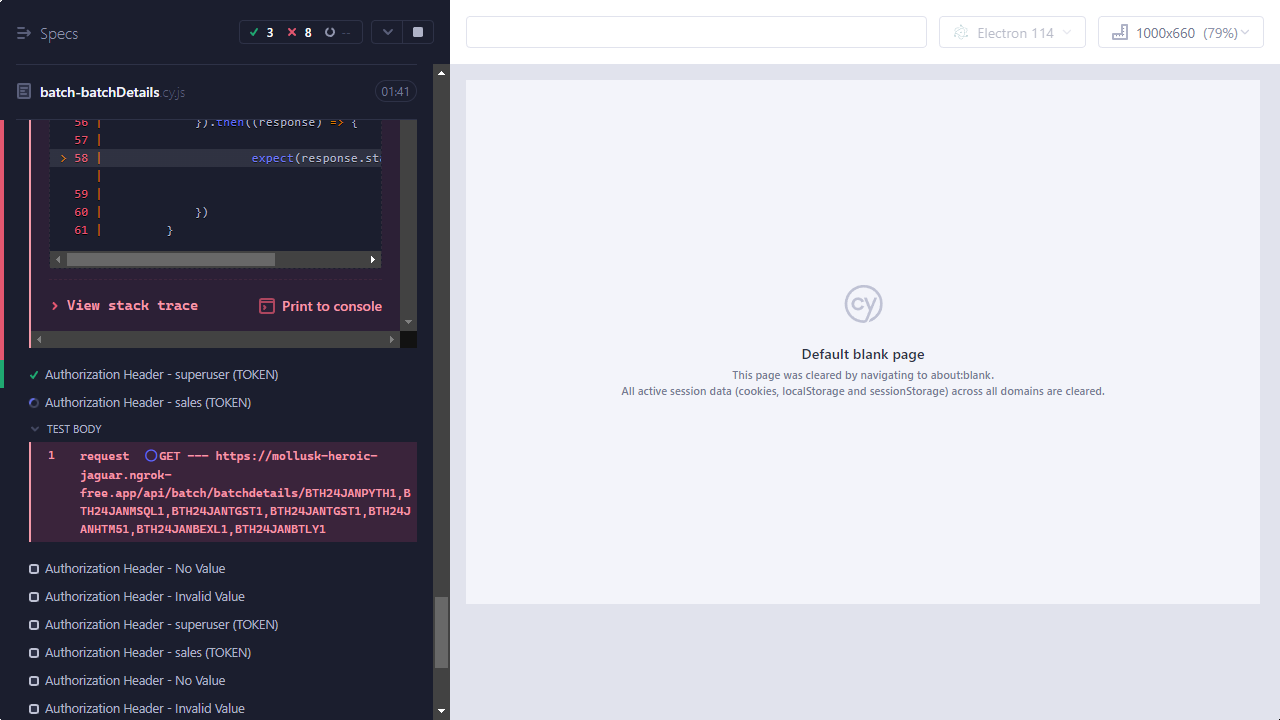 Specs
3
8
--
Electron 114
1000x660 (79%)
batch-batchDetails.cy.js
01:41
56 | }).then((response) => {
57 |
> 58 | expect(response.sta
|
59 |
60 | })
61 | }
> View stack trace
Print to console
Authorization Header - superuser (TOKEN)
Authorization Header - sales (TOKEN)
TEST BODY
1 request GET --- https://mollusk-heroic-
jaguar.ngrok-
free.app/api/batch/batchdetails/BTH24JANPYTH1,B
TH24JANMSQL1,BTH24JANTGST1,BTH24JANTGST1,BTH24J
ANHTM51,BTH24JANBEXL1,BTH24JANBTLY1
Authorization Header - No Value
Authorization Header - Invalid Value
Authorization Header - superuser (TOKEN)
Authorization Header - sales (TOKEN)
Authorization Header - No Value
Authorization Header - Invalid Value
cy
Default blank page
This page was cleared by navigating to about:blank.
All active session data (cookies, localStorage and sessionStorage) across all domains are cleared.